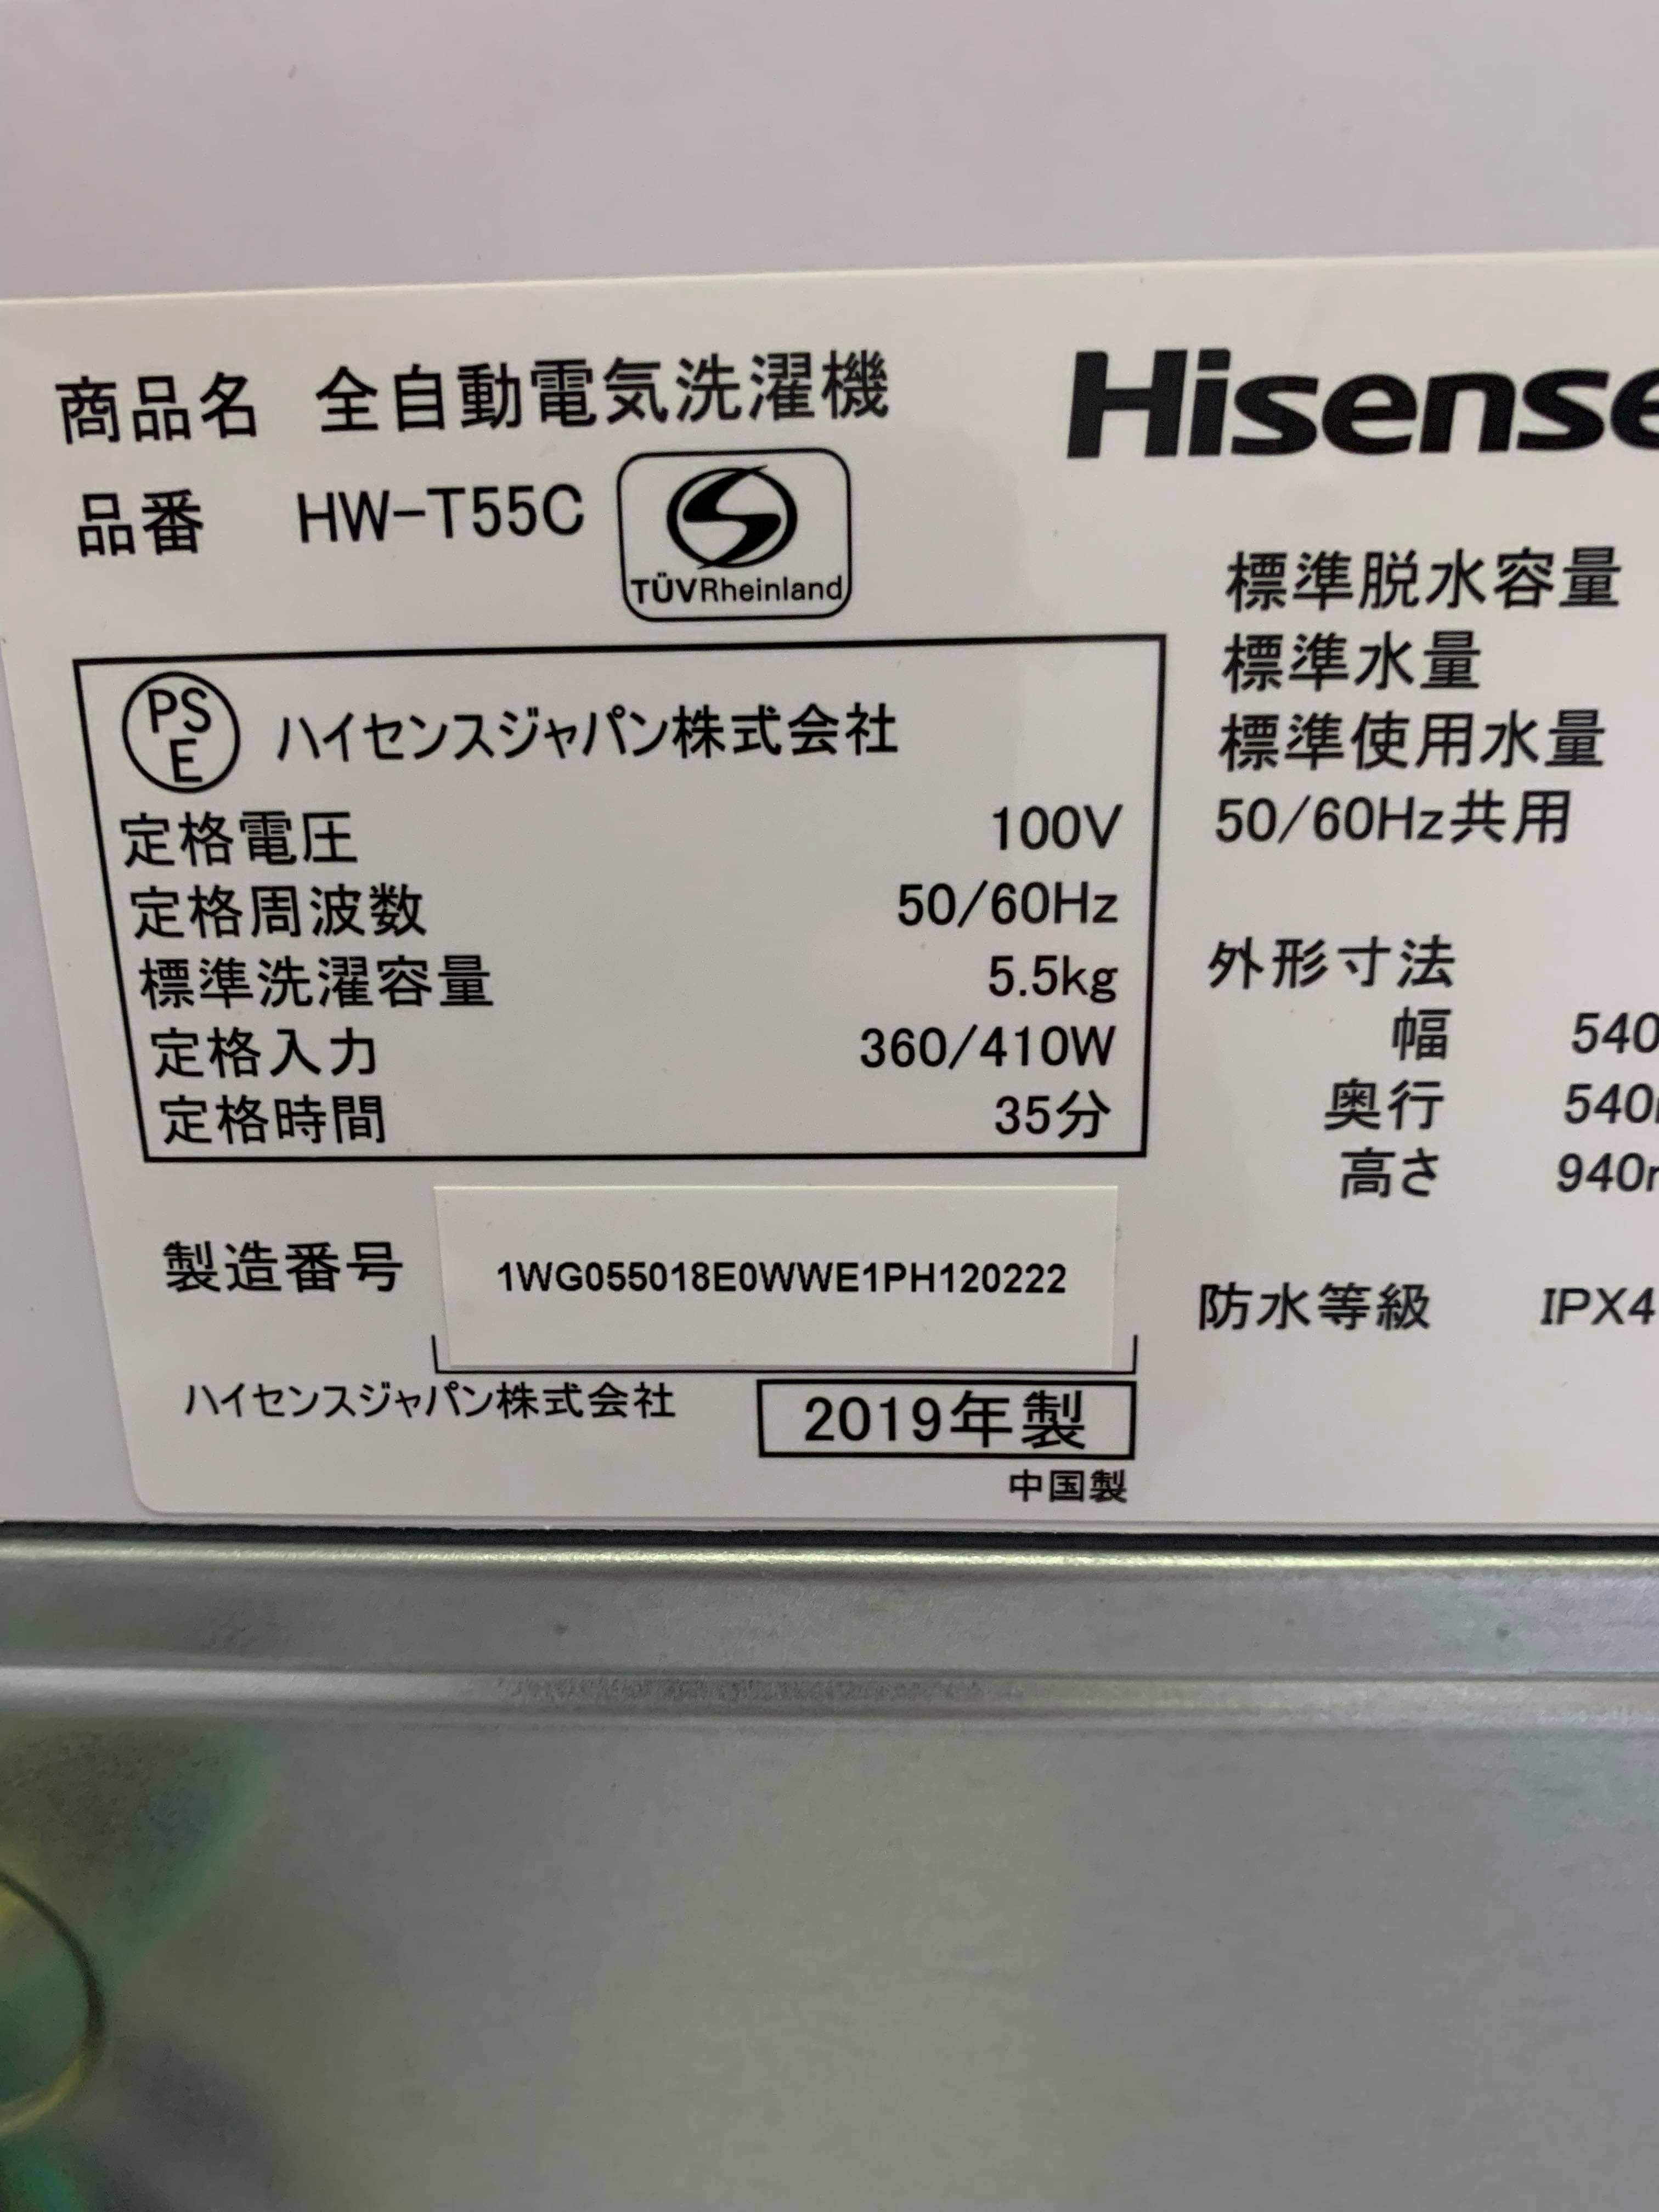 商品名 全自動電気洗濯機
Hisense
品番 HW-T55C
TÜVRheinland
PS
E
ハイセンスジャパン株式会社
定格電圧 100V
定格周波数 50/60Hz
標準洗濯容量 5.5kg
定格入力 360/410W
定格時間 35分
製造番号 1WG055018E0WWE1PH120222
ハイセンスジャパン株式会社
2019年製
中国製
標準脱水容量
標準水量
標準使用水量
50/60Hz共用
外形寸法
幅 540
奥行 540
高さ 940
防水等級 IPX4